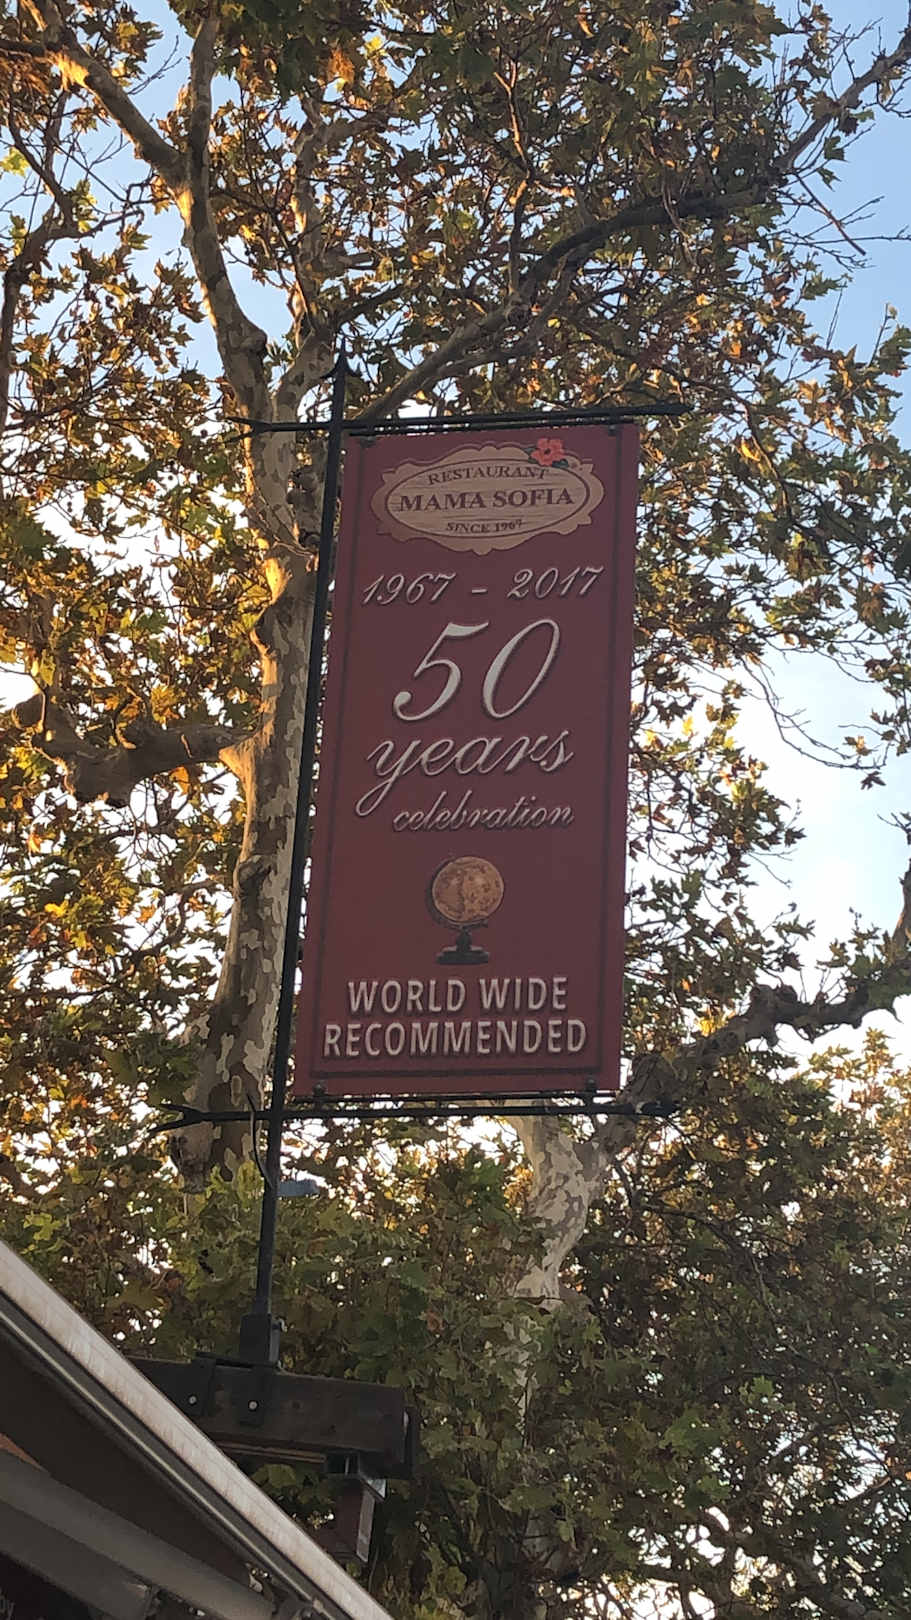 RESTAURANT
MAMA SOFIA
SINCE 1967
1967 - 2017
50
years
celebration
WORLD WIDE
RECOMMENDED